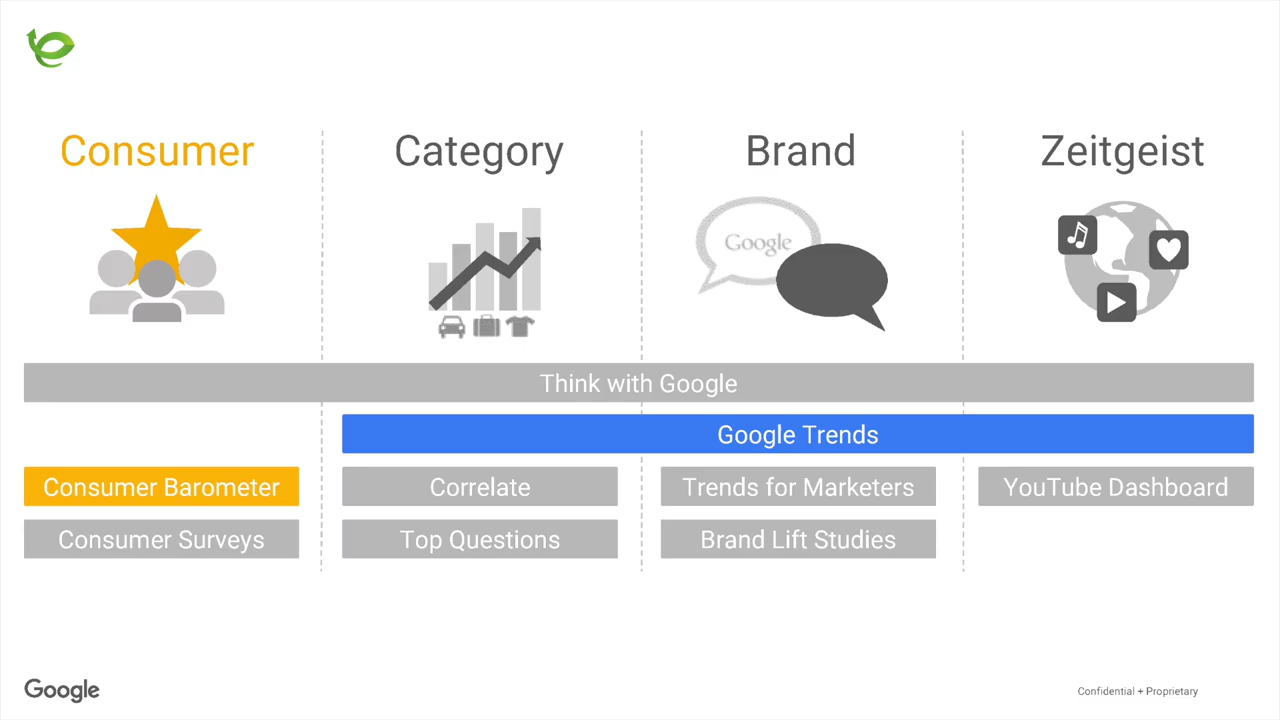 Consumer
Category
Brand
Zeitgeist
Google
Think with Google
Google Trends
Consumer Barometer
Correlate
Trends for Marketers
YouTube Dashboard
Consumer Surveys
Top Questions
Brand Lift Studies
Google
Confidential + Proprietary